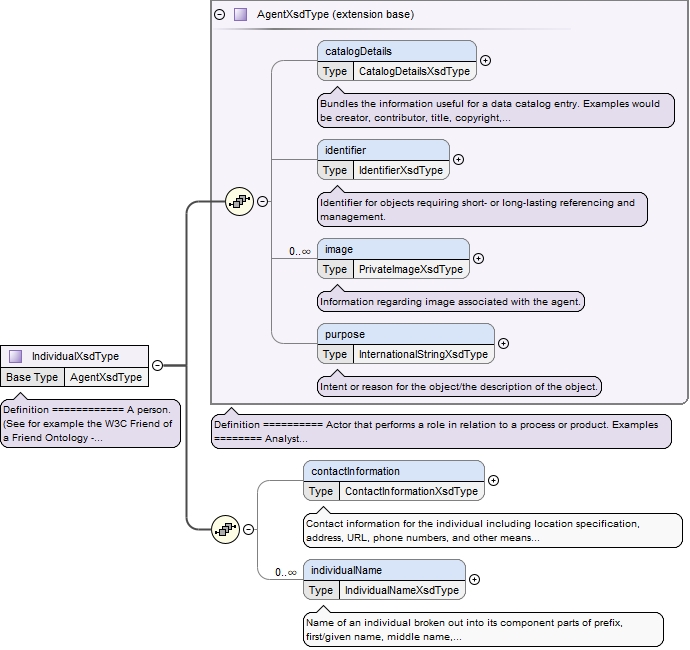 AgentXsdType (extension base)
catalogDetails
Type CatalogDetailsXsdType
Bundles the information useful for a data catalog entry. Examples would
be creator, contributor, title, copyright,...
identifier
Type IdentifierXsdType
Identifier for objects requiring short- or long-lasting referencing and
management.
0..∞
image
Type PrivateImageXsdType
Information regarding image associated with the agent.
purpose
Type InternationalStringXsdType
Intent or reason for the object/the description of the object.
IndividualXsdType
Base Type AgentXsdType
Definition ============ A person.
(See for example the W3C Friend of
a Friend Ontology -...
Definition ========== Actor that performs a role in relation to a process or product. Examples
======== Analyst...
contactInformation
Type ContactInformationXsdType
Contact information for the individual including location specification,
address, URL, phone numbers, and other means...
0..∞
individualName
Type IndividualNameXsdType
Name of an individual broken out into its component parts of prefix,
first/given name, middle name,...